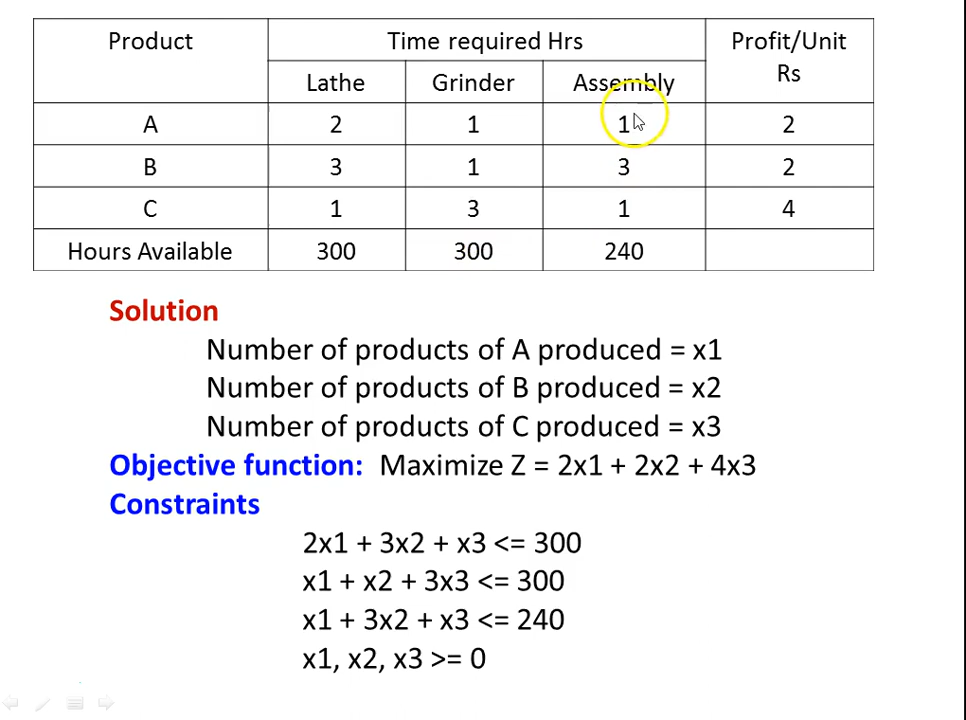 Product Time required Hrs Profit/Unit
Lathe Grinder Assembly Rs
A 2 1 1 2
B 3 1 3 2
C 1 3 1 4
Hours Available 300 300 240
Solution
Number of products of A produced = x1
Number of products of B produced = x2
Number of products of C produced = x3
Objective function: Maximize Z = 2x1 + 2x2 + 4x3
Constraints
2x1 + 3x2 + x3 <= 300
x1 + x2 + 3x3 <= 300
x1 + 3x2 + x3 <= 240
x1, x2, x3 >= 0